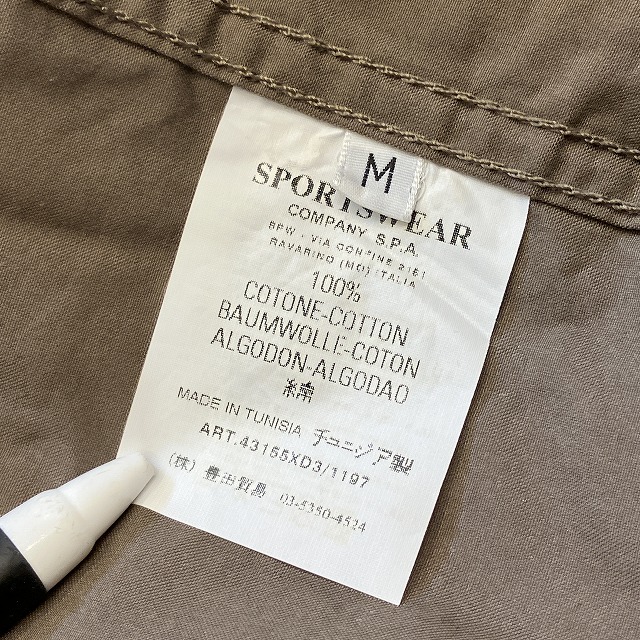 M
SPORTSWEAR
COMPANY S.P.A.
BPW . VIA CONFINE 2161
RAVARINO (MO) ITALIA
100%
COTONE-COTTON
BAUMWOLLE-COTON
ALGODON-ALGODAO
綿
MADE IN TUNISIA チュニジア製
ART.43155XD3/1197
(株) 豊田貿易 03-5350-4524